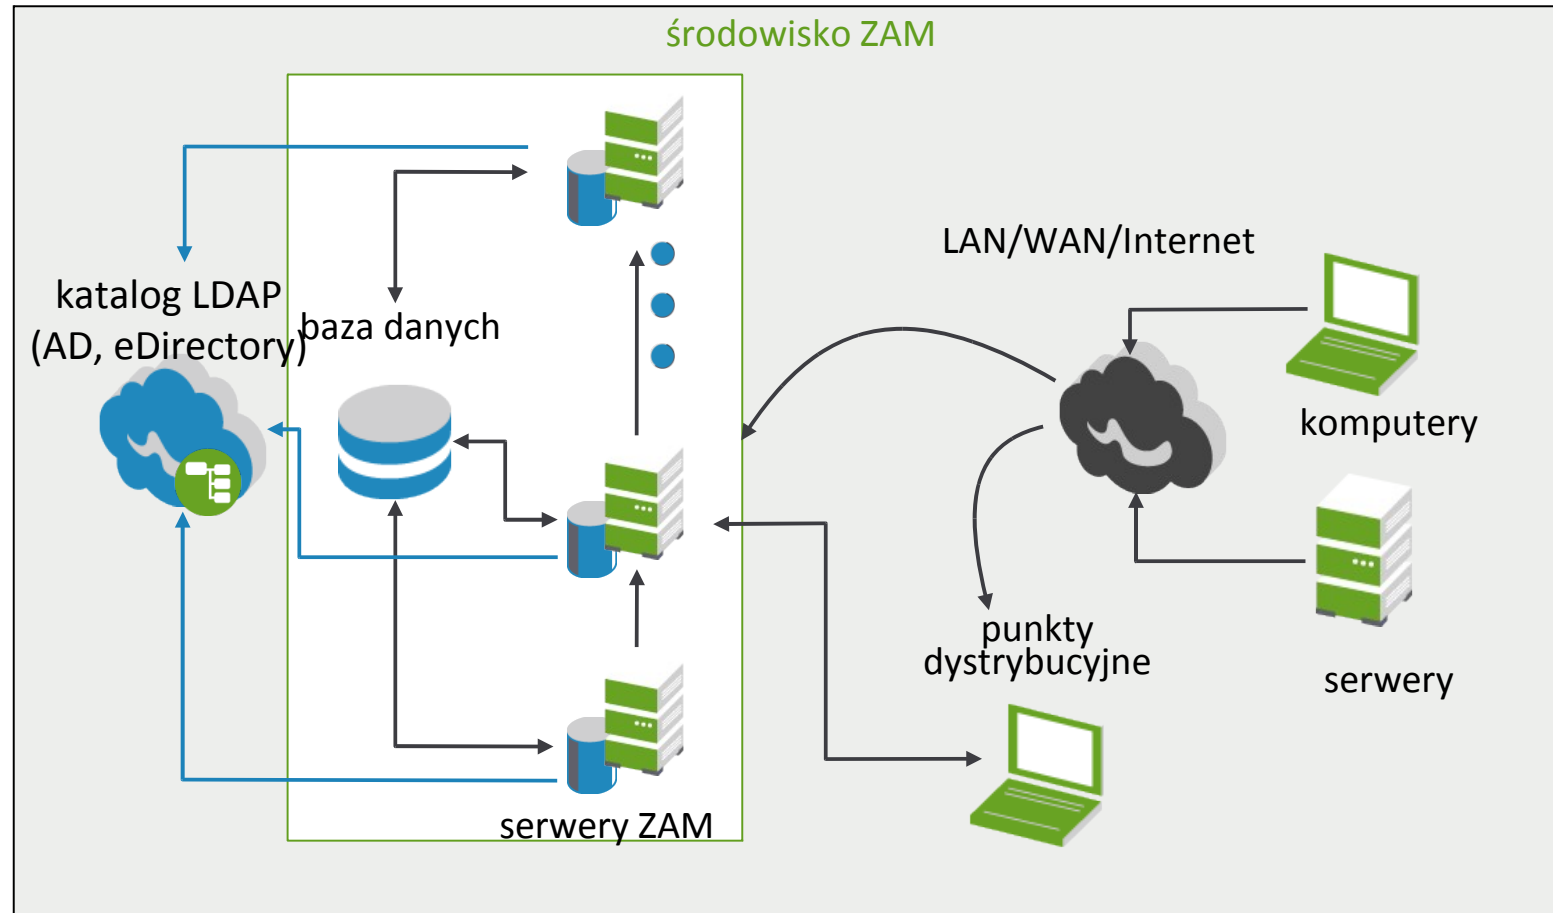 środowisko ZAM
katalog LDAP
(AD, eDirectory)
baza danych
LAN/WAN/Internet
komputery
punkty
dystrybucyjne
serwery
serwery ZAM